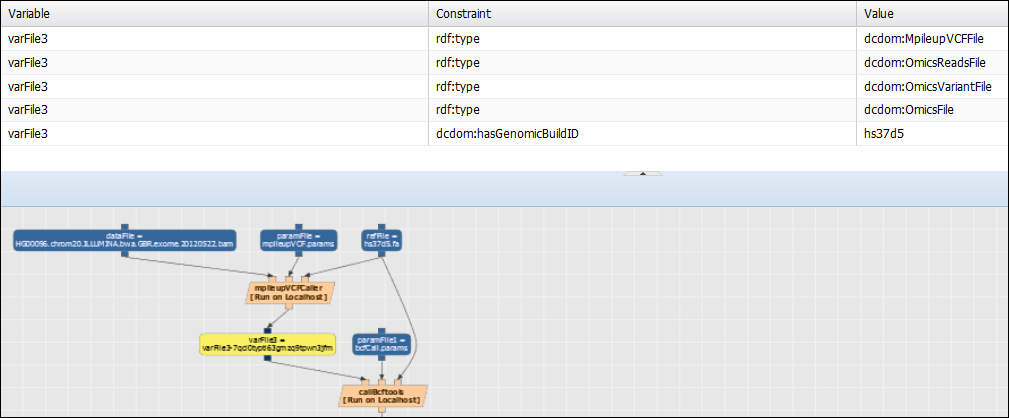 Variable Constraint Value
varFile3 rdf:type dcdom:MpileupVCFFile
varFile3 rdf:type dcdom:OmicsReadsFile
varFile3 rdf:type dcdom:OmicsVariantFile
varFile3 rdf:type dcdom:OmicsFile
varFile3 dcdom:hasGenomicBuildID hs37d5
dataFile =
HG00096.chrom20.ILLUMINA.bwa.GBR.exome.20120522.bam
paramFile =
mpileupVCF.params
refFile =
hs37d5.fa
mpileupVCFCaller
[Run on Localhost]
varFile3 =
paramFile1 =
bcfCall.params
callBcftools
[Run on Localhost]